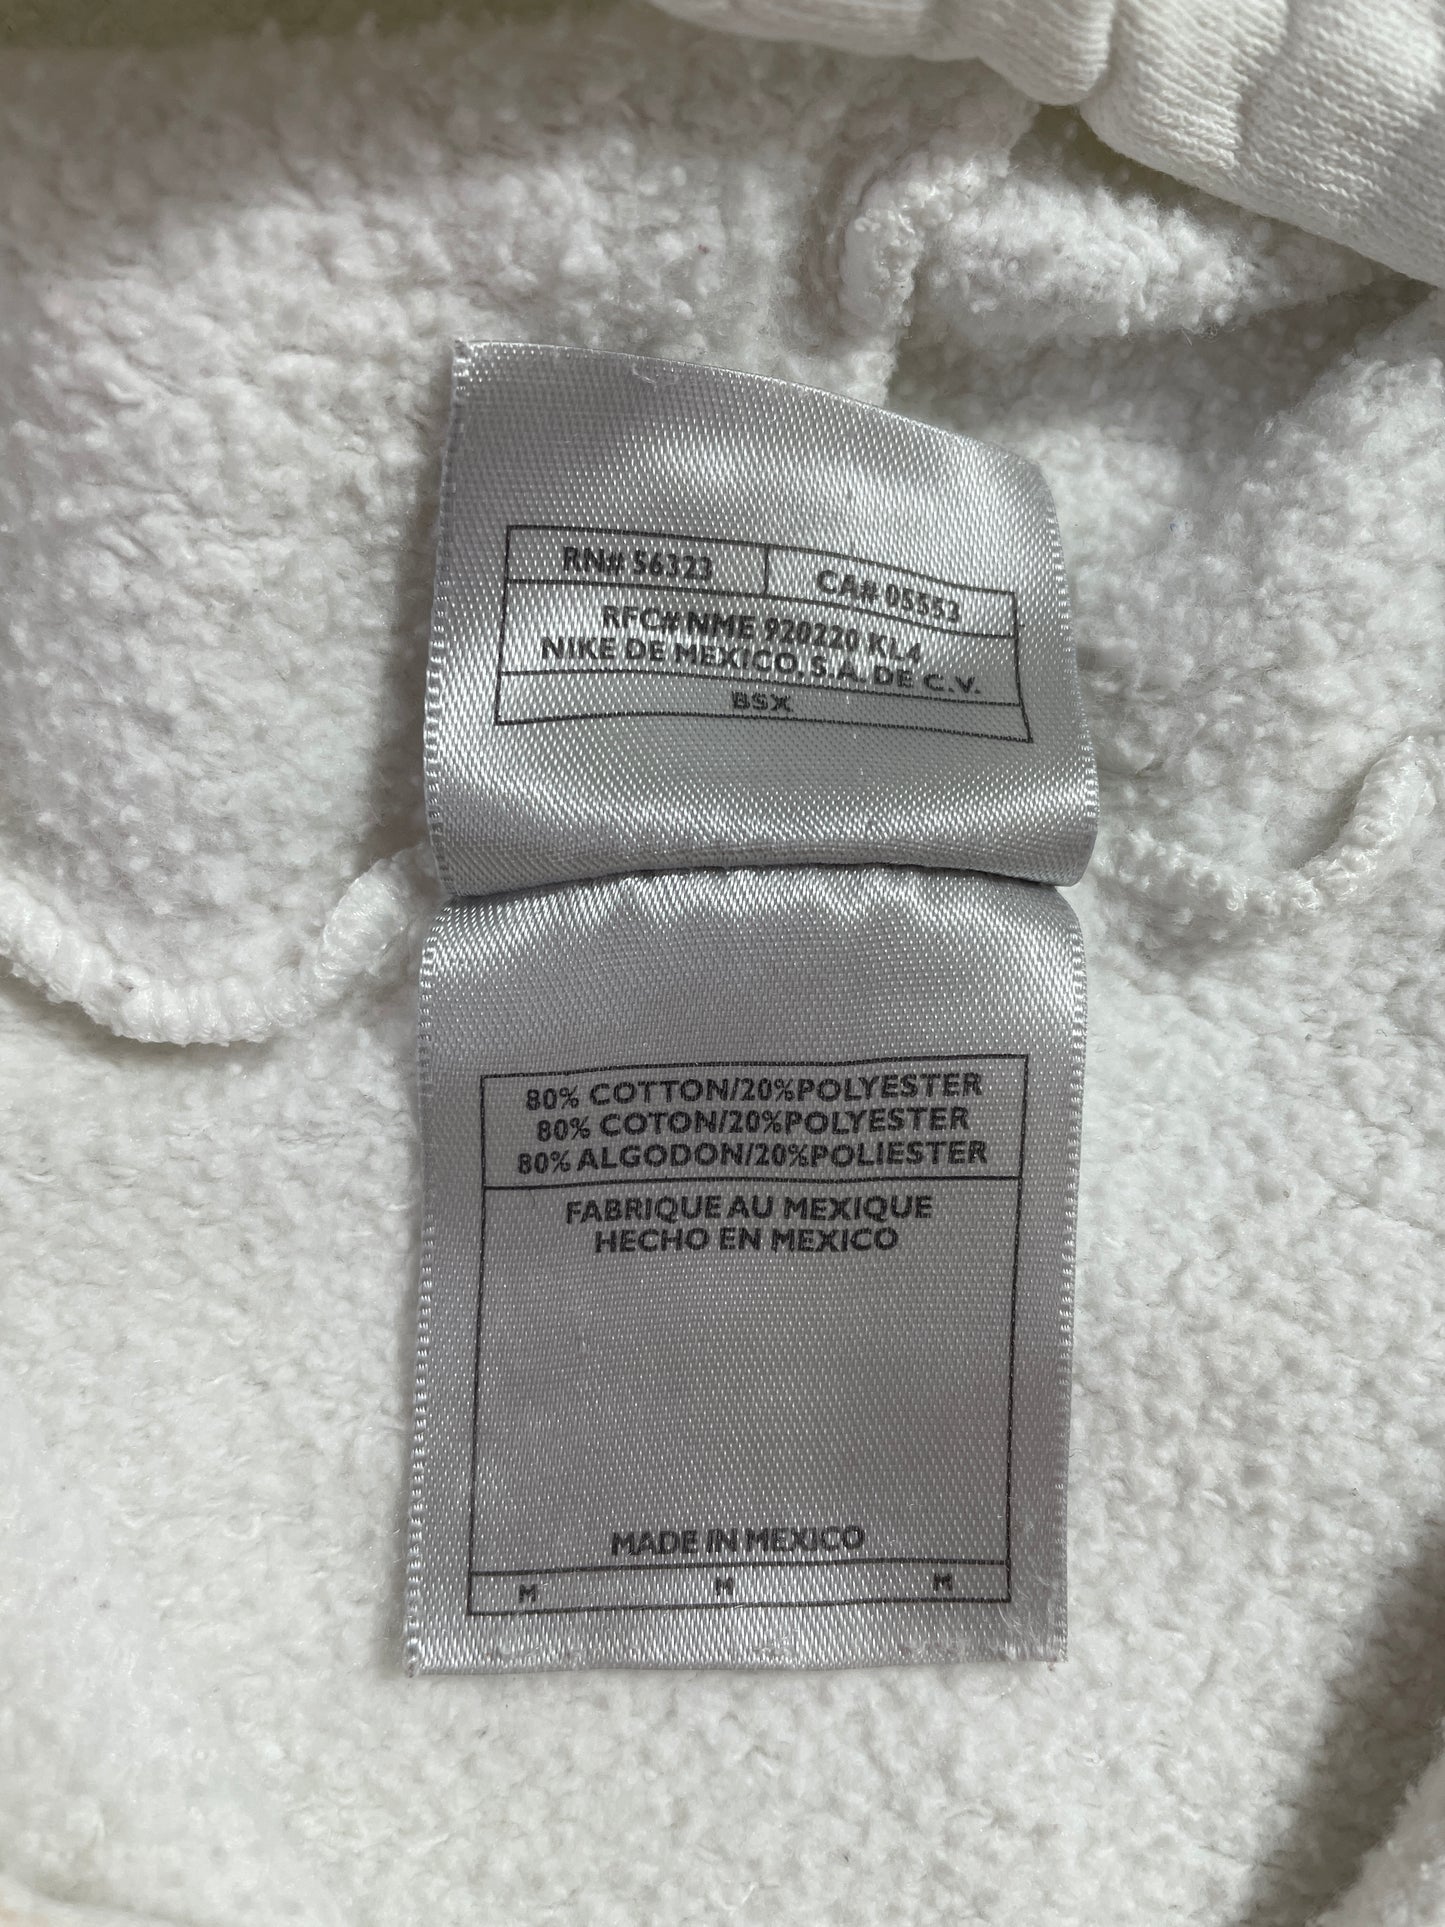 RN# 56323 CA# 05553
RFC# NME 920220 KL4
NIKE DE MEXICO. S.A. DE C.V.
BSX
80% COTTON/20%POLYESTER
80% COTON/20%POLYESTER
80% ALGODON/20%POLIESTER
FABRIQUE AU MEXIQUE
HECHO EN MEXICO
MADE IN MEXICO
M M M